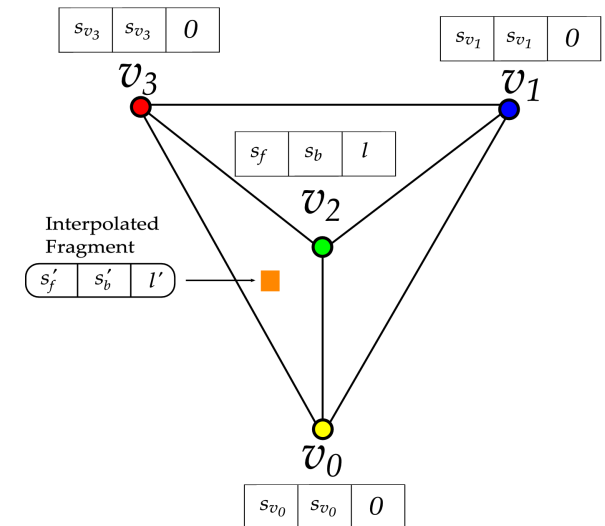 s_{v_3} s_{v_3} 0
v_3
s_{v_1} s_{v_1} 0
v_1
s_f s_b l
v_2
Interpolated
Fragment
s'_f s'_b l'
v_0
s_{v_0} s_{v_0} 0